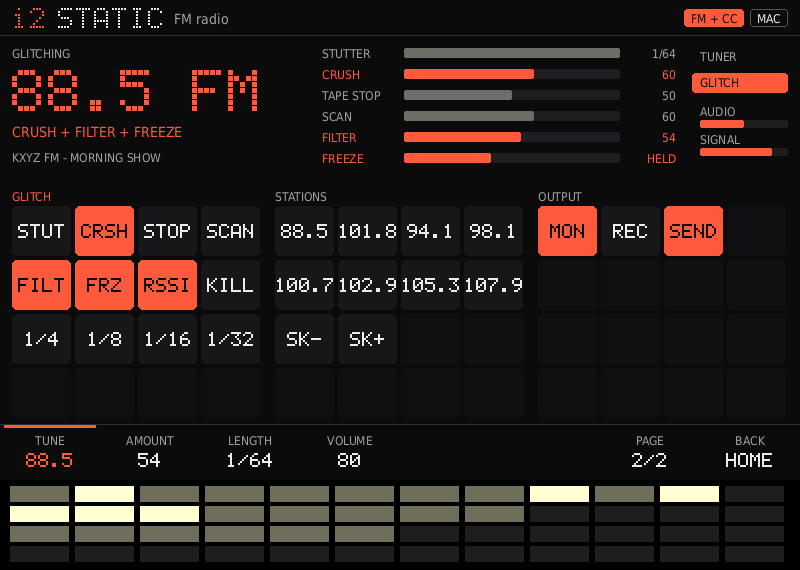 i2 STATIC FM radio
FM + CC MAC
GLITCHING
88.5 FM
CRUSH + FILTER + FREEZE
KXYZ FM - MORNING SHOW
STUTTER 1/64
CRUSH 60
TAPE STOP 50
SCAN 60
FILTER 54
FREEZE HELD
TUNER
GLITCH
AUDIO
SIGNAL
GLITCH STATIONS OUTPUT
STUT CRSH STOP SCAN 88.5 101.8 94.1 98.1 MON REC SEND
FILT FRZ RSSI KILL 100.7 102.9 105.3 107.9
1/4 1/8 1/16 1/32 SK- SK+
TUNE AMOUNT LENGTH VOLUME PAGE BACK
88.5 54 1/64 80 2/2 HOME